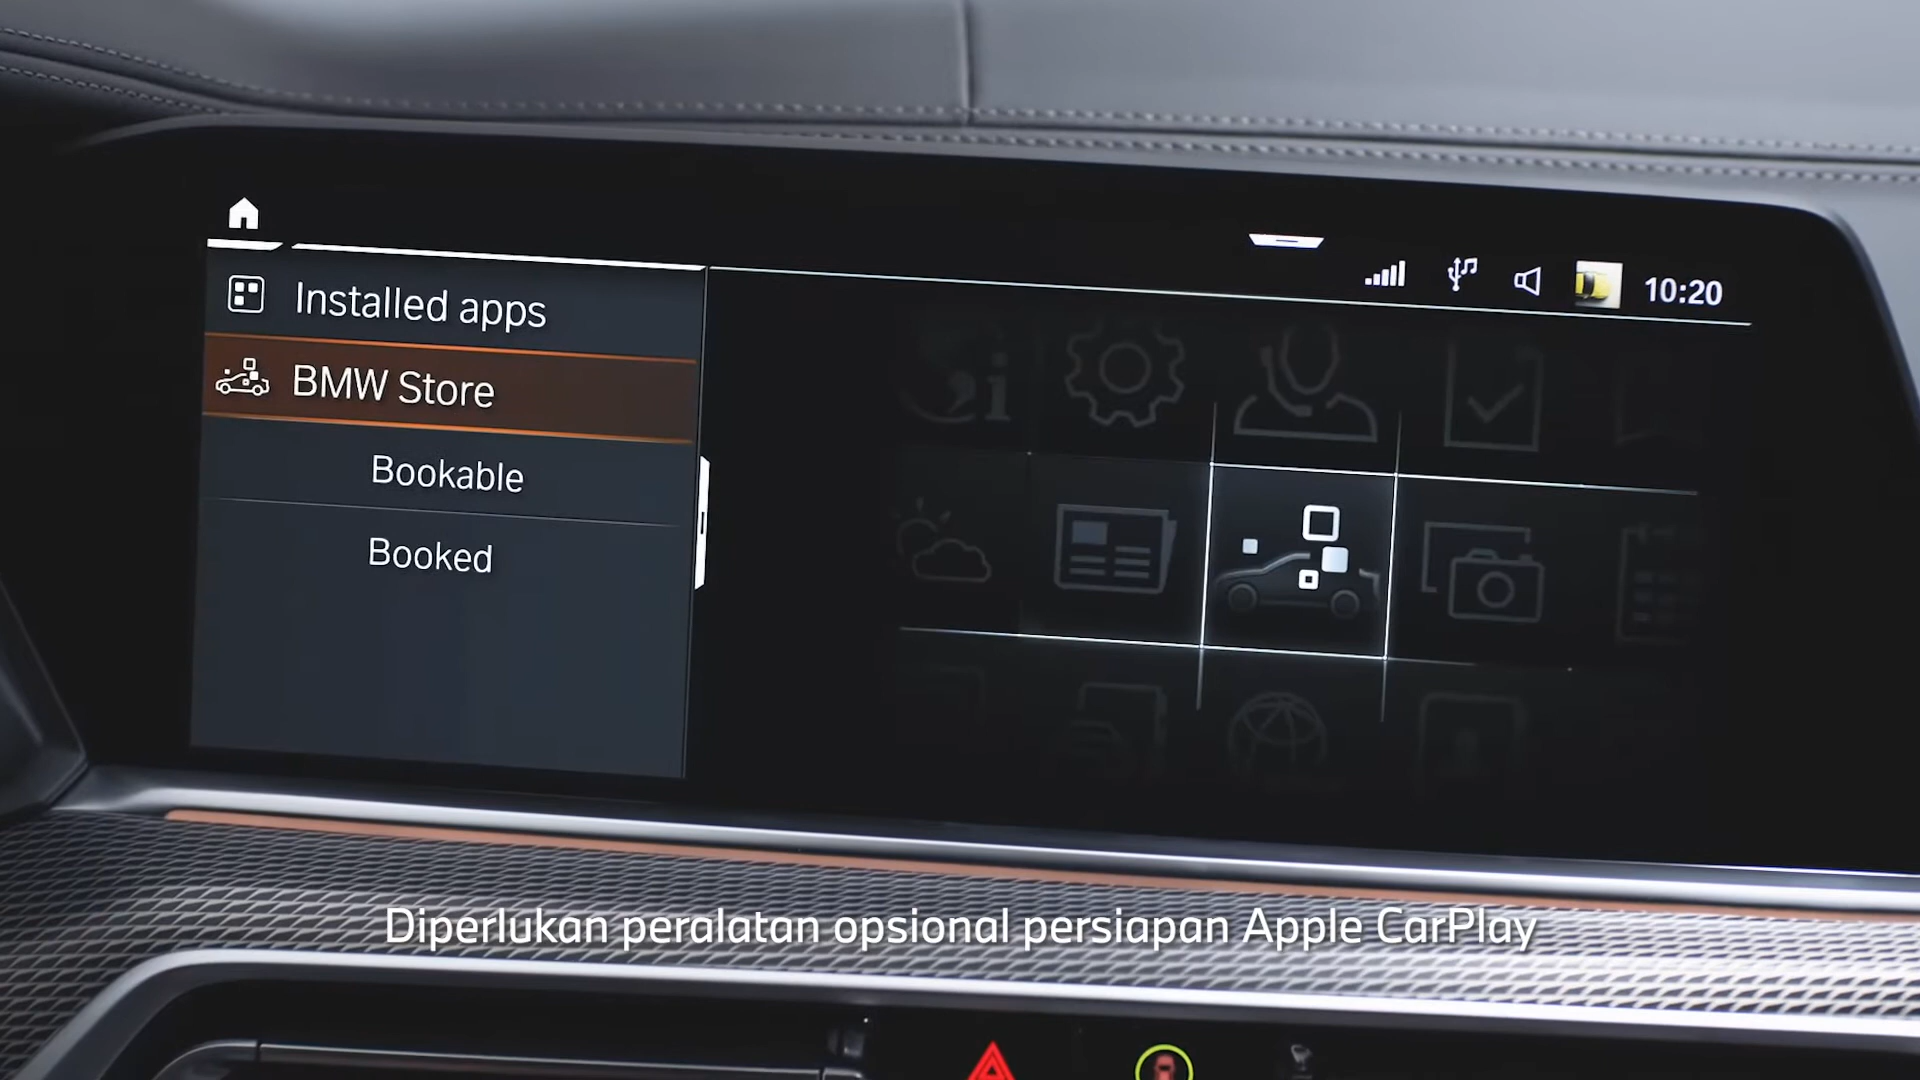 10:20
Installed apps
BMW Store
Bookable
Booked
Diperlukan peralatan opsional persiapan Apple CarPlay